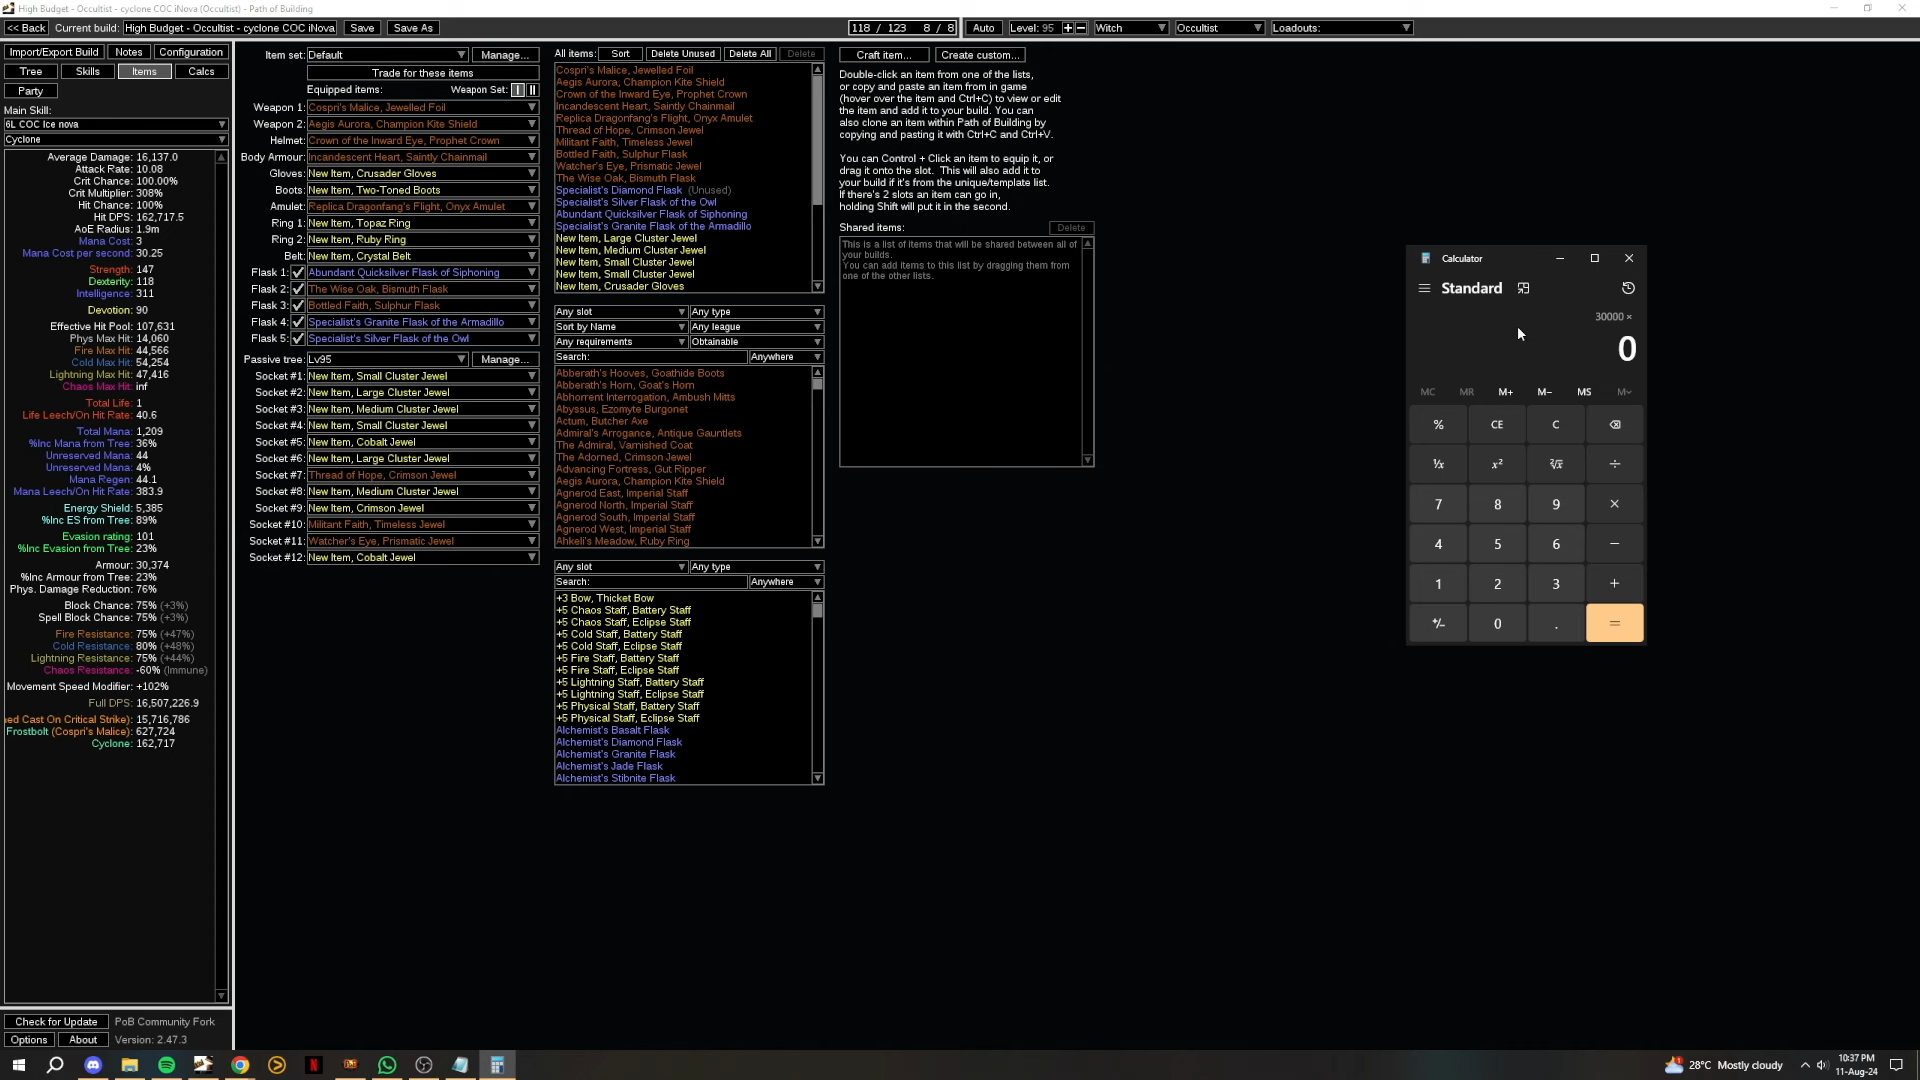 High Budget - Occultist - cyclone COC iNova (Occultist) - Path of Building
<< Back
Current build: High Budget - Occultist - cyclone COC iNova
Save
Save As
118 / 123 8 / 8
Auto
Level: 95
Witch
Occultist
Loadouts:
Import/Export Build
Notes
Configuration
Tree
Skills
Items
Calcs
Party
Main Skill:
6L COC Ice nova
Cyclone
Average Damage: 16,137.0
Attack Rate: 10.08
Crit Chance: 100.00%
Crit Multiplier: 308%
Hit Chance: 100%
Hit DPS: 162,717.5
AoE Radius: 1.9m
Mana Cost: 3
Mana Cost per second: 30.25
Strength: 147
Dexterity: 118
Intelligence: 311
Devotion: 90
Effective Hit Pool: 107,631
Phys Max Hit: 14,060
Fire Max Hit: 44,566
Cold Max Hit: 54,254
Lightning Max Hit: 47,416
Chaos Max Hit: inf
Total Life: 1
Life Leech/On Hit Rate: 40.6
Total Mana: 1,209
%Inc Mana from Tree: 36%
Unreserved Mana: 44
Unreserved Mana: 4%
Mana Regen: 44.1
Mana Leech/On Hit Rate: 383.9
Energy Shield: 5,385
%Inc ES from Tree: 89%
Evasion rating: 101
%Inc Evasion from Tree: 23%
Armour: 30,374
%Inc Armour from Tree: 23%
Phys. Damage Reduction: 76%
Block Chance: 75% (+3%)
Spell Block Chance: 75% (+3%)
Fire Resistance: 75% (+47%)
Cold Resistance: 80% (+48%)
Lightning Resistance: 75% (+44%)
Chaos Resistance: -60% (Immune)
Movement Speed Modifier: +102%
Full DPS: 16,507,226.9
ed Cast On Critical Strike): 15,716,786
Frostbolt (Cospri's Malice): 627,724
Cyclone: 162,717
Check for Update
PoB Community Fork
Options
About
Version: 2.47.3
Item set: Default
Manage...
Trade for these items
Equipped items:
Weapon Set: I II
Weapon 1: Cospri's Malice, Jewelled Foil
Weapon 2: Aegis Aurora, Champion Kite Shield
Helmet: Crown of the Inward Eye, Prophet Crown
Body Armour: Incandescent Heart, Saintly Chainmail
Gloves: New Item, Crusader Gloves
Boots: New Item, Two-Toned Boots
Amulet: Replica Dragonfang's Flight, Onyx Amulet
Ring 1: New Item, Topaz Ring
Ring 2: New Item, Ruby Ring
Belt: New Item, Crystal Belt
Flask 1: Abundant Quicksilver Flask of Siphoning
Flask 2: The Wise Oak, Bismuth Flask
Flask 3: Bottled Faith, Sulphur Flask
Flask 4: Specialist's Granite Flask of the Armadillo
Flask 5: Specialist's Silver Flask of the Owl
Passive tree: Lv95
Manage...
Socket #1: New Item, Small Cluster Jewel
Socket #2: New Item, Large Cluster Jewel
Socket #3: New Item, Medium Cluster Jewel
Socket #4: New Item, Small Cluster Jewel
Socket #5: New Item, Cobalt Jewel
Socket #6: New Item, Large Cluster Jewel
Socket #7: Thread of Hope, Crimson Jewel
Socket #8: New Item, Medium Cluster Jewel
Socket #9: New Item, Crimson Jewel
Socket #10: Militant Faith, Timeless Jewel
Socket #11: Watcher's Eye, Prismatic Jewel
Socket #12: New Item, Cobalt Jewel
All items:
Sort
Delete Unused
Delete All
Delete
Cospri's Malice, Jewelled Foil
Aegis Aurora, Champion Kite Shield
Crown of the Inward Eye, Prophet Crown
Incandescent Heart, Saintly Chainmail
Replica Dragonfang's Flight, Onyx Amulet
Thread of Hope, Crimson Jewel
Militant Faith, Timeless Jewel
Bottled Faith, Sulphur Flask
Watcher's Eye, Prismatic Jewel
The Wise Oak, Bismuth Flask
Specialist's Diamond Flask (Unused)
Specialist's Silver Flask of the Owl
Abundant Quicksilver Flask of Siphoning
Specialist's Granite Flask of the Armadillo
New Item, Large Cluster Jewel
New Item, Medium Cluster Jewel
New Item, Small Cluster Jewel
New Item, Small Cluster Jewel
New Item, Crusader Gloves
Any slot
Any type
Sort by Name
Any league
Any requirements
Obtainable
Search:
Anywhere
Abberath's Hooves, Goathide Boots
Abberath's Horn, Goat's Horn
Abhorrent Interrogation, Ambush Mitts
Abyssus, Ezomyte Burgonet
Actum, Butcher Axe
Admiral's Arrogance, Antique Gauntlets
The Admiral, Varnished Coat
The Adorned, Crimson Jewel
Advancing Fortress, Gut Ripper
Aegis Aurora, Champion Kite Shield
Agnerod East, Imperial Staff
Agnerod North, Imperial Staff
Agnerod South, Imperial Staff
Agnerod West, Imperial Staff
Ahkeli's Meadow, Ruby Ring
Any slot
Any type
Search:
Anywhere
+3 Bow, Thicket Bow
+5 Chaos Staff, Battery Staff
+5 Chaos Staff, Eclipse Staff
+5 Cold Staff, Battery Staff
+5 Cold Staff, Eclipse Staff
+5 Fire Staff, Battery Staff
+5 Fire Staff, Eclipse Staff
+5 Lightning Staff, Battery Staff
+5 Lightning Staff, Eclipse Staff
+5 Physical Staff, Battery Staff
+5 Physical Staff, Eclipse Staff
Alchemist's Basalt Flask
Alchemist's Diamond Flask
Alchemist's Granite Flask
Alchemist's Jade Flask
Alchemist's Stibnite Flask
Craft item...
Create custom...
Double-click an item from one of the lists,
or copy and paste an item from in game
(hover over the item and Ctrl+C) to view or edit
the item and add it to your build. You can
also clone an item within Path of Building by
copying and pasting it with Ctrl+C and Ctrl+V.
You can Control + Click an item to equip it, or
drag it onto the slot. This will also add it to
your build if it's from the unique/template list.
If there's 2 slots an item can go in,
holding Shift will put it in the second.
Shared items:
Delete
This is a list of items that will be shared between all of
your builds.
You can add items to this list by dragging them from
one of the other lists.
Calculator
Standard
30000 ×
0
MC MR M+ M− MS M˅
% CE C
¹/x x² ²√x ÷
7 8 9 ×
4 5 6 −
1 2 3 +
+/− 0 . =
28°C Mostly cloudy
10:37 PM
11-Aug-24